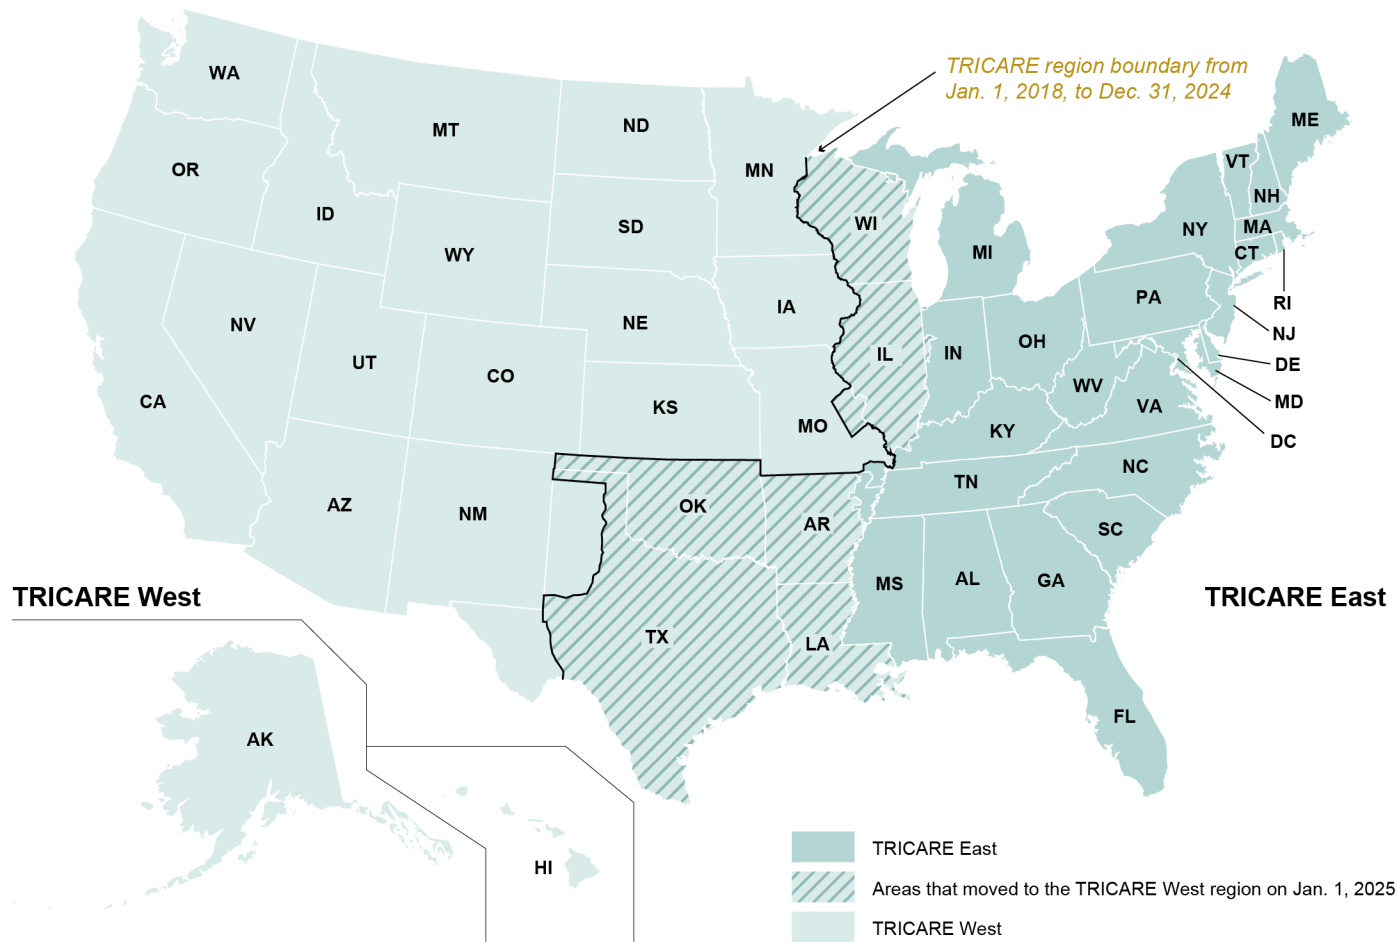 TRICARE region boundary from
Jan. 1, 2018, to Dec. 31, 2024
WA
MT
ND
MN
OR
ID
WY
SD
WI
MI
NY
VT
NH
ME
MA
CT
RI
NJ
DE
MD
DC
PA
NV
UT
CO
NE
IA
IL
IN
OH
WV
VA
CA
KS
MO
KY
NC
TN
SC
AZ
NM
OK
AR
MS
AL
GA
TX
LA
FL
TRICARE West
TRICARE East
AK
HI
TRICARE East
Areas that moved to the TRICARE West region on Jan. 1, 2025
TRICARE West